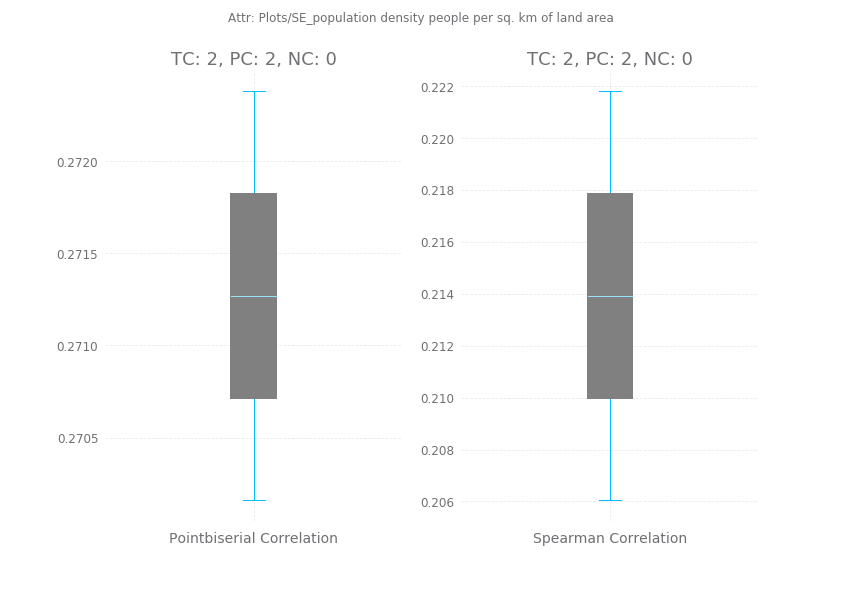 Attr: Plots/SE_population density people per sq. km of land area
TC: 2, PC: 2, NC: 0
0.2720
0.2715
0.2710
0.2705
Pointbiserial Correlation
TC: 2, PC: 2, NC: 0
0.222
0.220
0.218
0.216
0.214
0.212
0.210
0.208
0.206
Spearman Correlation